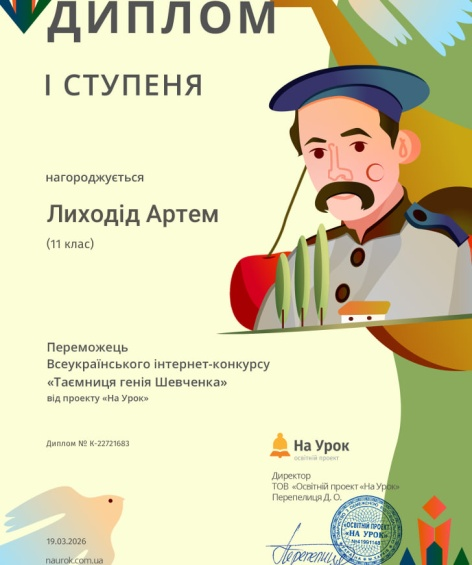 ДИПЛОМ
І СТУПЕНЯ
нагороджується
Лиходід Артем
(11 клас)
Переможець
Всеукраїнського інтернет-конкурсу
«Таємниця генія Шевченка»
від проекту «На Урок»
Диплом № К-22721683
На Урок
освітній проект
Директор
ТОВ «Освітній проект «На Урок»
Перепелиця Д. О.
«ОСВІТНІЙ ПРОЕКТ
«НА УРОК»
19.03.2026
naurok.com.ua